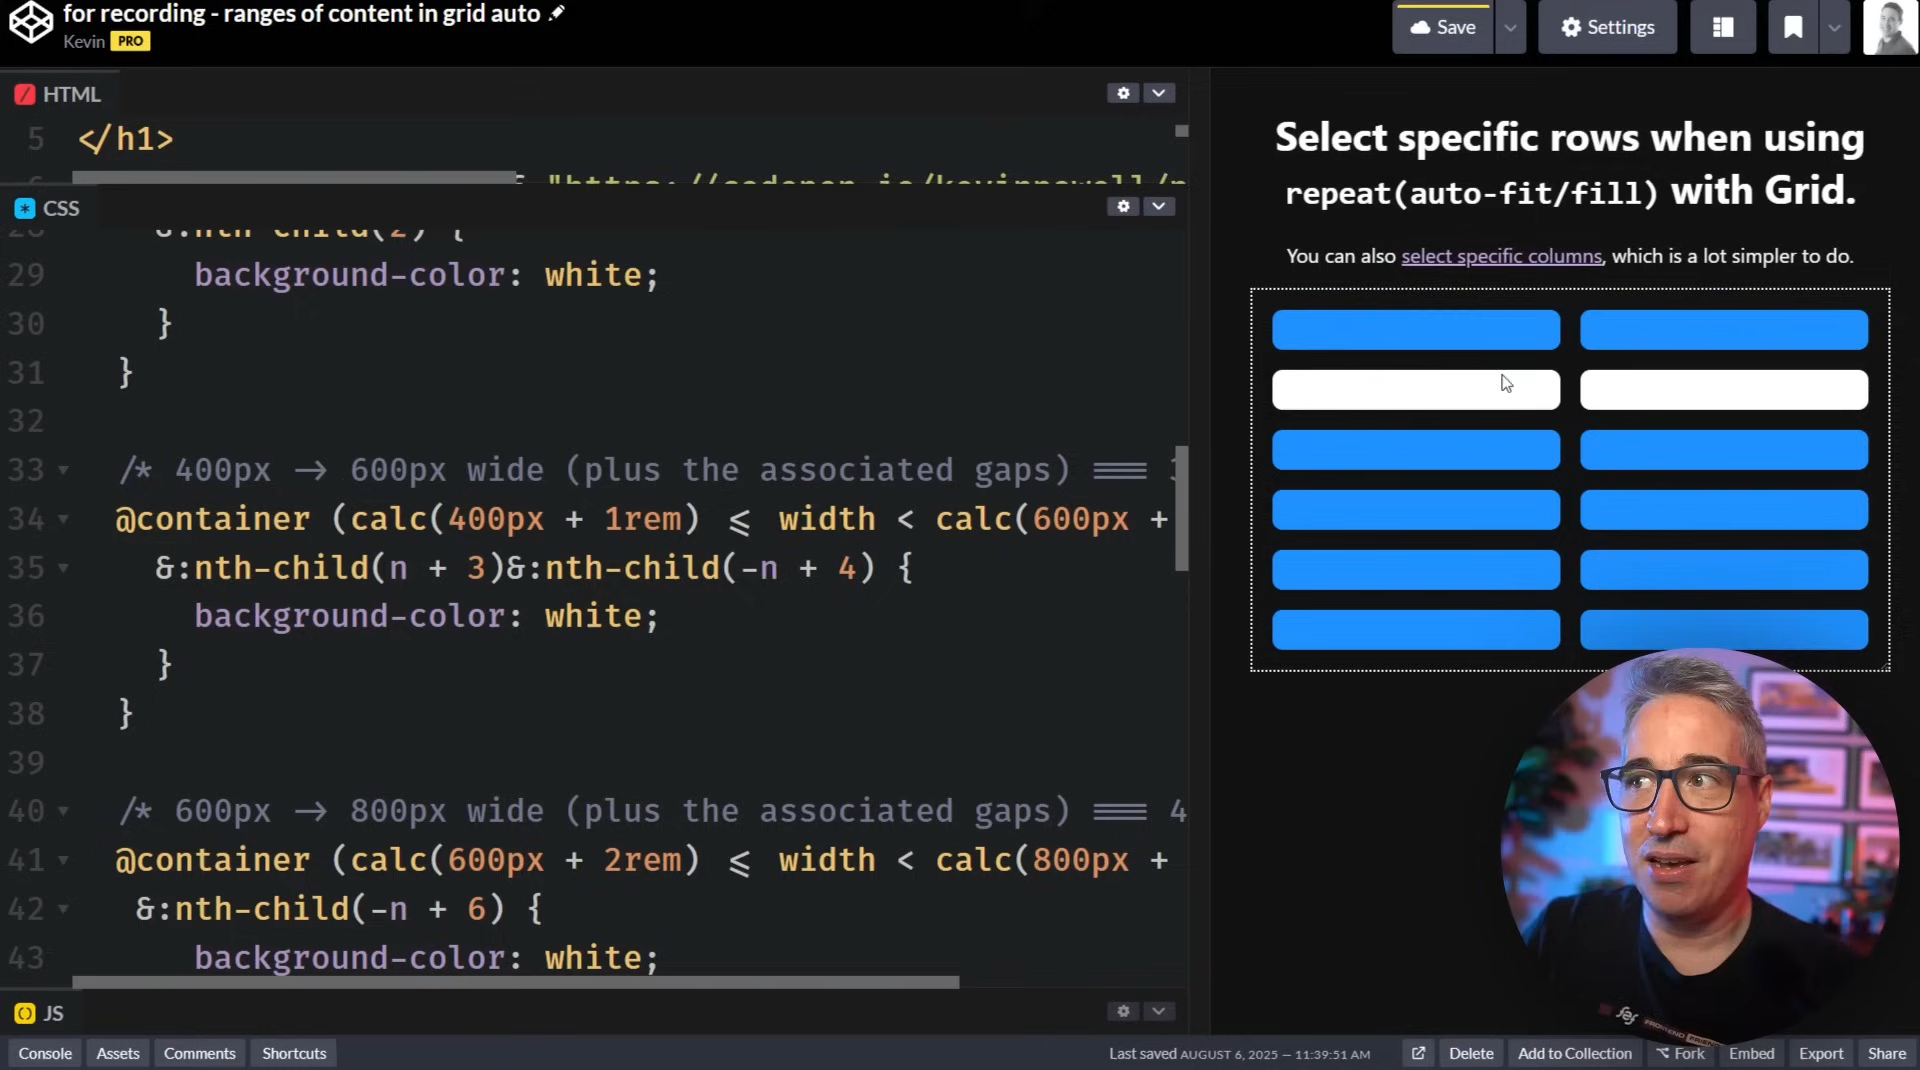 for recording - ranges of content in grid auto
Kevin PRO
Save
Settings
HTML
5 </h1>
CSS
&:nth-child(2) {
29 background-color: white;
30 }
31 }
32
33 /* 400px → 600px wide (plus the associated gaps) ===
34 @container (calc(400px + 1rem) ⩽ width < calc(600px +
35 &:nth-child(n + 3)&:nth-child(-n + 4) {
36 background-color: white;
37 }
38 }
39
40 /* 600px → 800px wide (plus the associated gaps) === 4
41 @container (calc(600px + 2rem) ⩽ width < calc(800px +
42 &:nth-child(-n + 6) {
43 background-color: white;
JS
Select specific rows when using
repeat(auto-fit/fill) with Grid.
You can also select specific columns, which is a lot simpler to do.
Console Assets Comments Shortcuts
Last saved AUGUST 6, 2025 — 11:39:51 AM
Delete Add to Collection Fork Embed Export Share